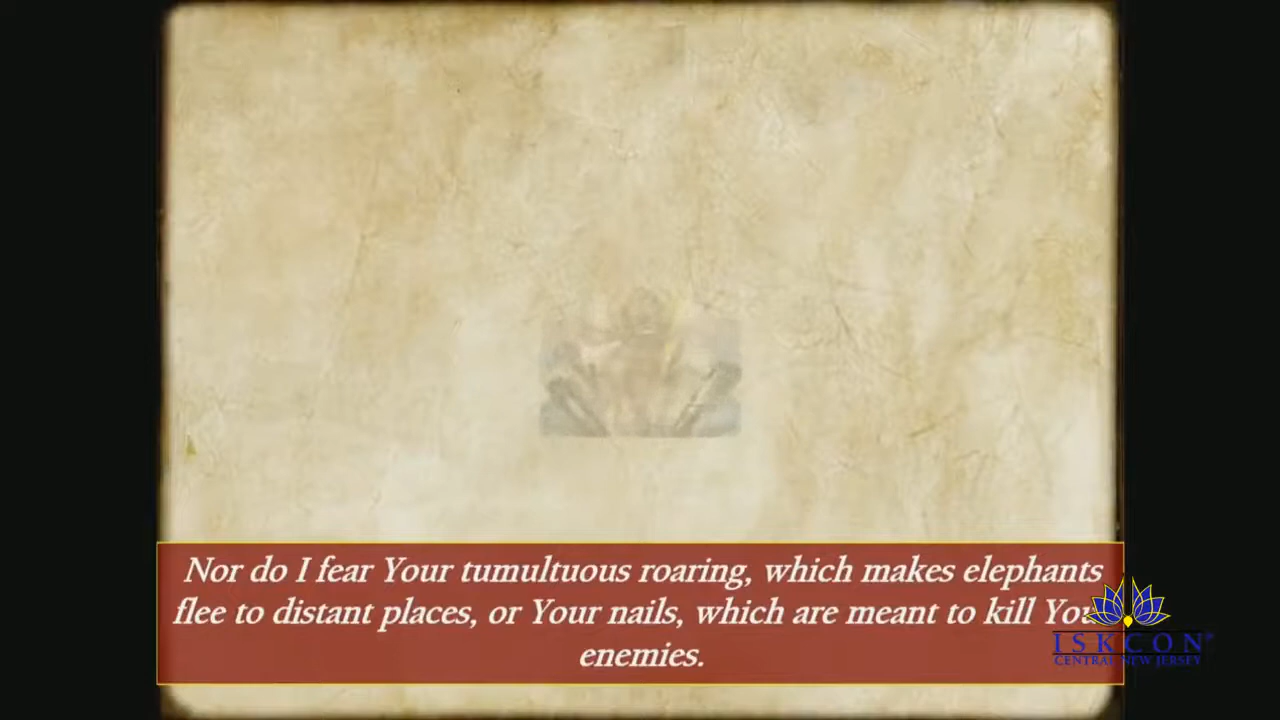 Nor do I fear Your tumultuous roaring, which makes elephants
flee to distant places, or Your nails, which are meant to kill Your
enemies.
ISKCON®
CENTRAL NEW JERSEY